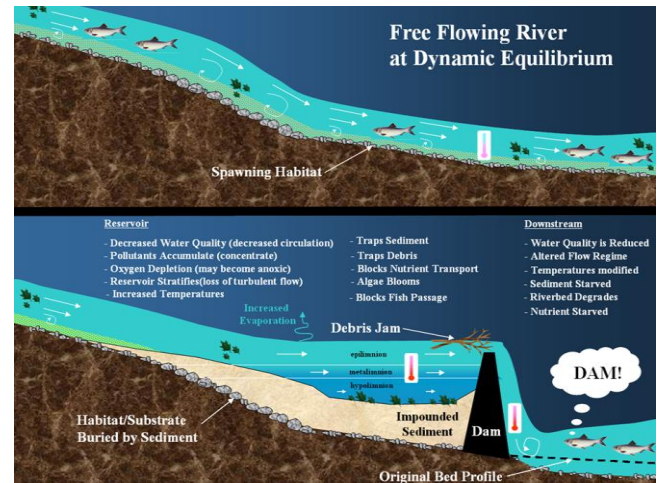 Free Flowing River
at Dynamic Equilibrium
Spawning Habitat
Reservoir
- Decreased Water Quality (decreased circulation)
- Pollutants Accumulate (concentrate)
- Oxygen Depletion (may become anoxic)
- Reservoir Stratifies(loss of turbulent flow)
- Increased Temperatures
- Traps Sediment
- Traps Debris
- Blocks Nutrient Transport
- Algae Blooms
- Blocks Fish Passage
Downstream
- Water Quality is Reduced
- Altered Flow Regime
- Temperatures modified
- Sediment Starved
- Riverbed Degrades
- Nutrient Starved
Increased
Evaporation
Debris Jam
epilimnion
metalimnion
hypolimnion
DAM!
Habitat/Substrate
Buried by Sediment
Impounded
Sediment
Dam
Original Bed Profile